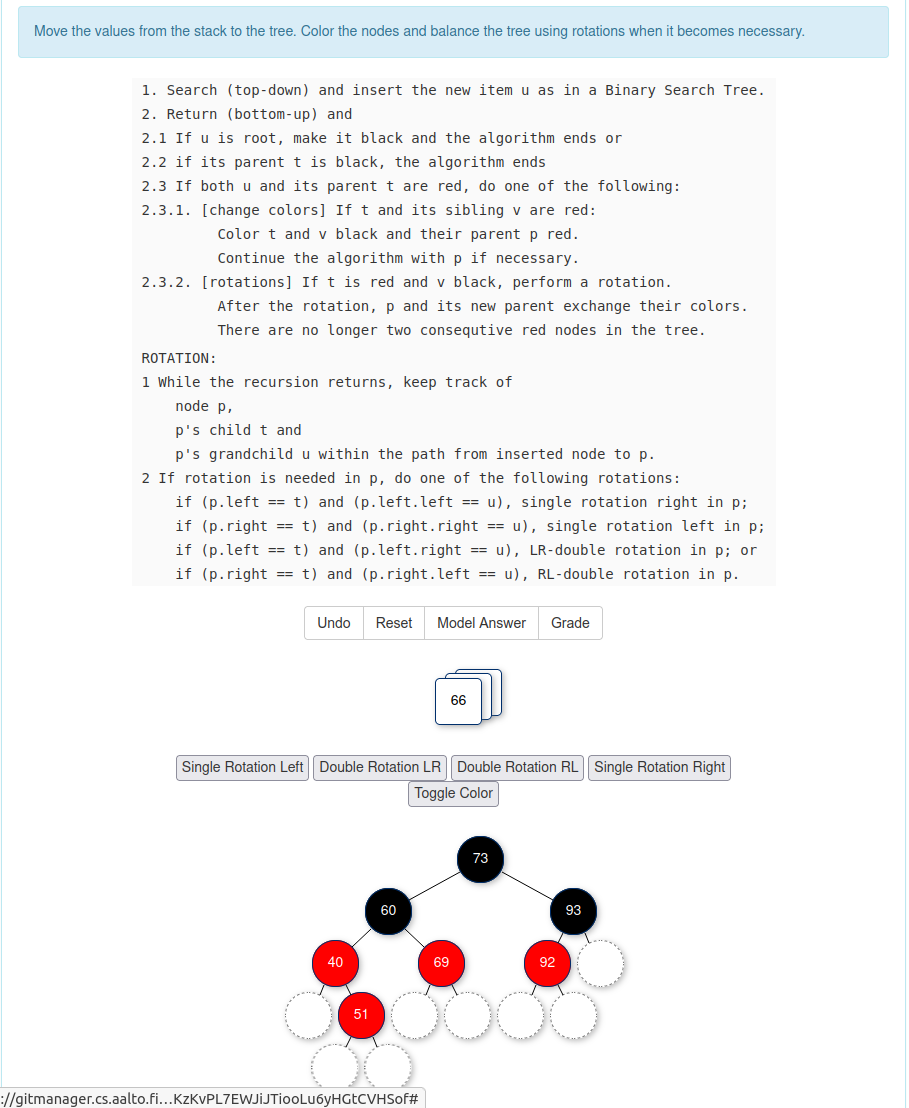 Move the values from the stack to the tree. Color the nodes and balance the tree using rotations when it becomes necessary.
1. Search (top-down) and insert the new item u as in a Binary Search Tree.
2. Return (bottom-up) and
2.1 If u is root, make it black and the algorithm ends or
2.2 if its parent t is black, the algorithm ends
2.3 If both u and its parent t are red, do one of the following:
2.3.1. [change colors] If t and its sibling v are red:
Color t and v black and their parent p red.
Continue the algorithm with p if necessary.
2.3.2. [rotations] If t is red and v black, perform a rotation.
After the rotation, p and its new parent exchange their colors.
There are no longer two consequtive red nodes in the tree.
ROTATION:
1 While the recursion returns, keep track of
node p,
p's child t and
p's grandchild u within the path from inserted node to p.
2 If rotation is needed in p, do one of the following rotations:
if (p.left == t) and (p.left.left == u), single rotation right in p;
if (p.right == t) and (p.right.right == u), single rotation left in p;
if (p.left == t) and (p.left.right == u), LR-double rotation in p; or
if (p.right == t) and (p.right.left == u), RL-double rotation in p.
Undo Reset Model Answer Grade
66
Single Rotation Left Double Rotation LR Double Rotation RL Single Rotation Right
Toggle Color
73
60 93
40 69 92
51
://gitmanager.cs.aalto.fi…KzKvPL7EWJiJTiooLu6yHGtCVHSof#